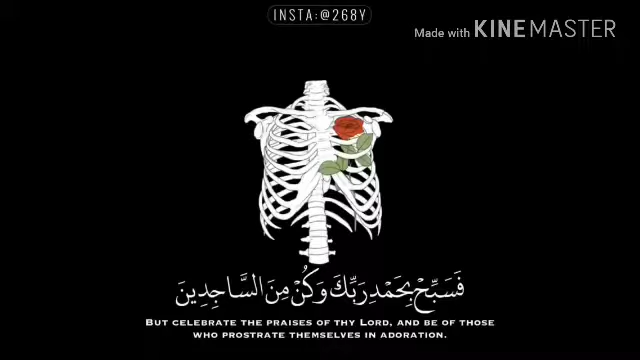 INSTA:@268Y
Made with KINEMASTER
فَسَبِّحْ بِحَمْدِ رَبِّكَ وَكُنْ مِنَ السَّاجِدِينَ
BUT CELEBRATE THE PRAISES OF THY LORD, AND BE OF THOSE
WHO PROSTRATE THEMSELVES IN ADORATION.